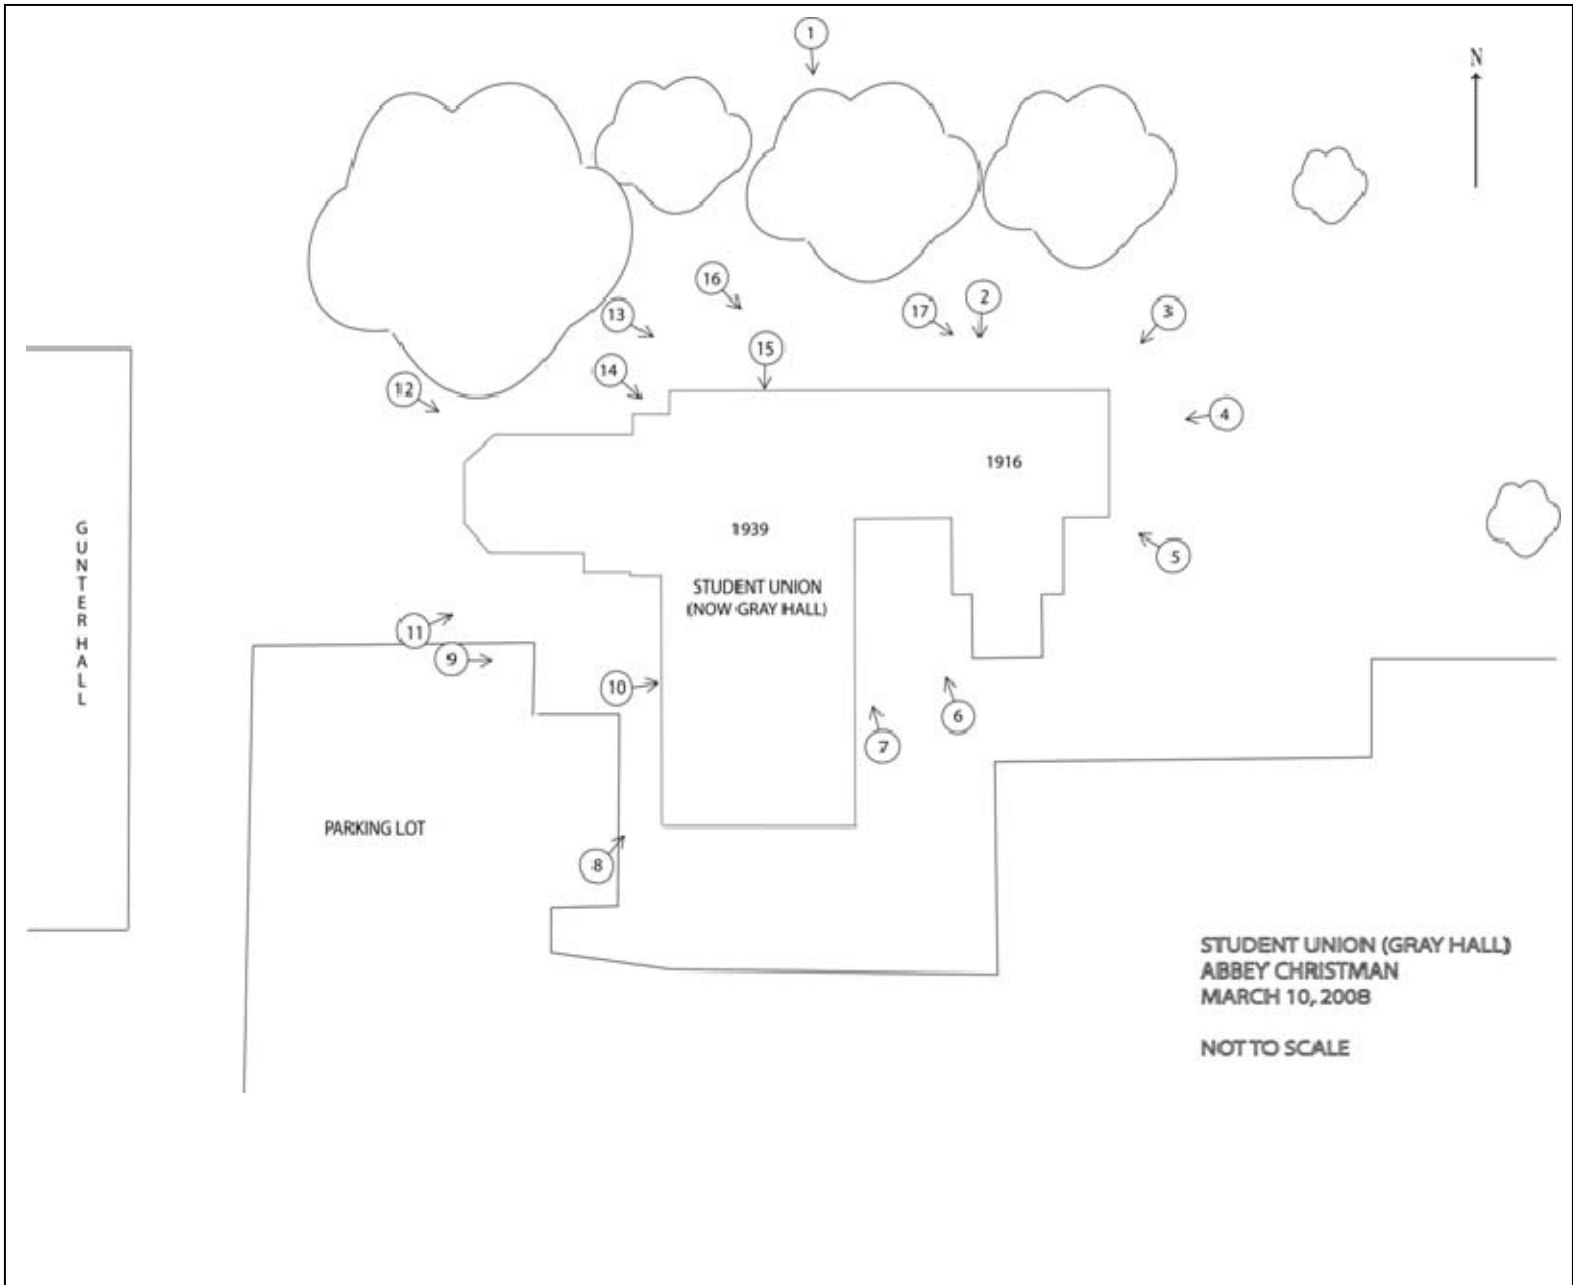 1
N
16
2
17
3
13
15
14
12
4
1916
GUNTER HALL
1939
5
STUDENT UNION
(NOW GRAY HALL)
11
9
10
6
7
PARKING LOT
8
STUDENT UNION (GRAY HALL)
ABBEY CHRISTMAN
MARCH 10, 2008
NOT TO SCALE